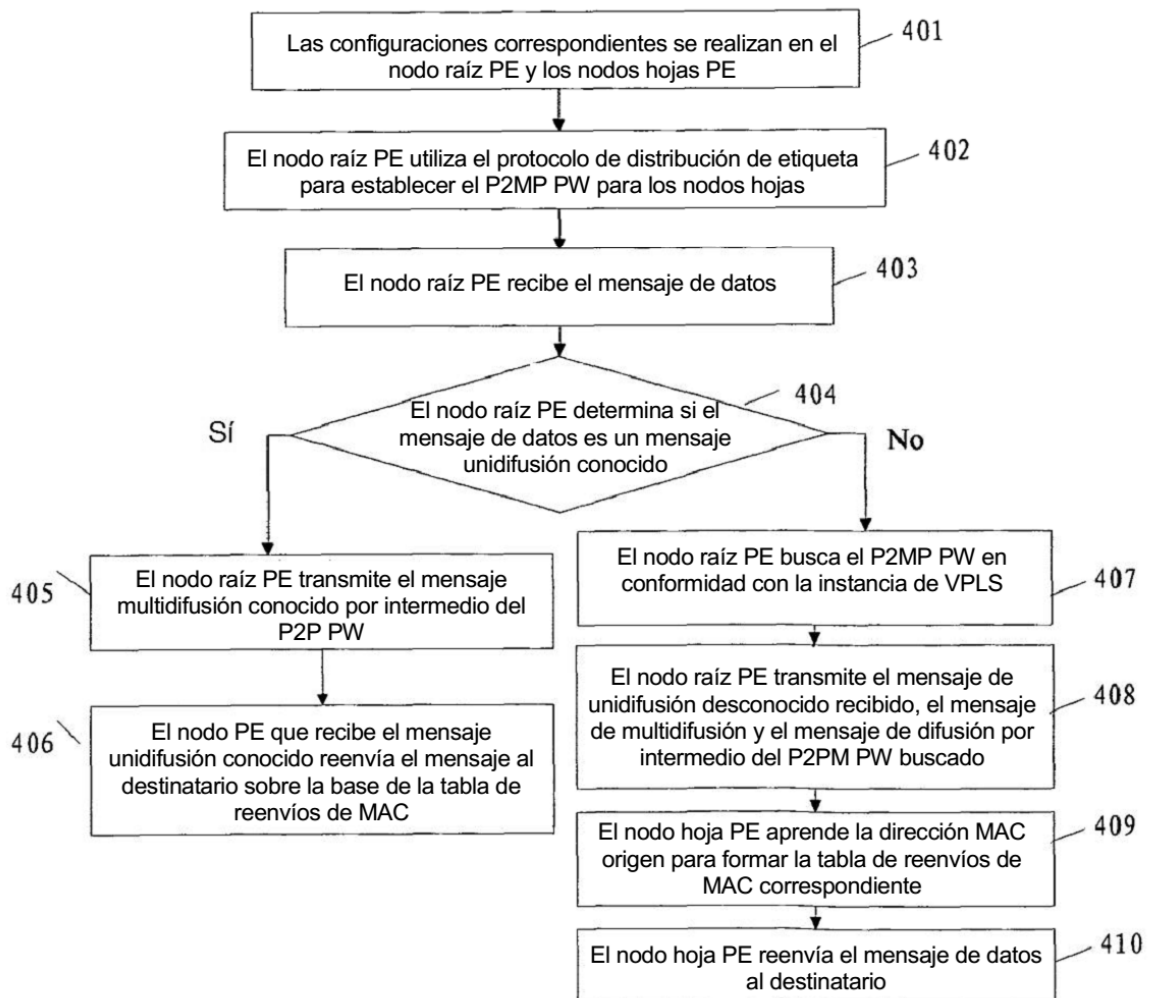 Las configuraciones correspondientes se realizan en el
nodo raíz PE y los nodos hojas PE
401
El nodo raíz PE utiliza el protocolo de distribución de etiqueta
para establecer el P2MP PW para los nodos hojas
402
El nodo raíz PE recibe el mensaje de datos
403
El nodo raíz PE determina si el
mensaje de datos es un mensaje
unidifusión conocido
404
Sí
No
405
El nodo raíz PE transmite el mensaje
multidifusión conocido por intermedio del
P2P PW
406
El nodo PE que recibe el mensaje
unidifusión conocido reenvía el mensaje al
destinatario sobre la base de la tabla de
reenvíos de MAC
El nodo raíz PE busca el P2MP PW en
conformidad con la instancia de VPLS
407
El nodo raíz PE transmite el mensaje de
unidifusión desconocido recibido, el mensaje
de multidifusión y el mensaje de difusión por
intermedio del P2PM PW buscado
408
El nodo hoja PE aprende la dirección MAC
origen para formar la tabla de reenvíos de
MAC correspondiente
409
El nodo hoja PE reenvía el mensaje de datos
al destinatario
410